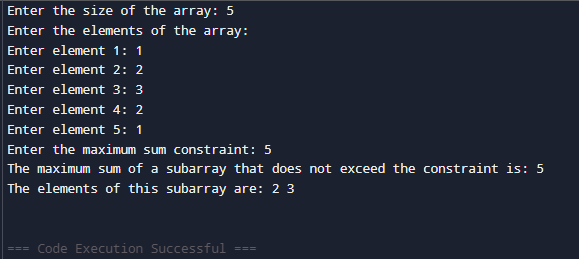 Enter the size of the array: 5
Enter the elements of the array:
Enter element 1: 1
Enter element 2: 2
Enter element 3: 3
Enter element 4: 2
Enter element 5: 1
Enter the maximum sum constraint: 5
The maximum sum of a subarray that does not exceed the constraint is: 5
The elements of this subarray are: 2 3
=== Code Execution Successful ===